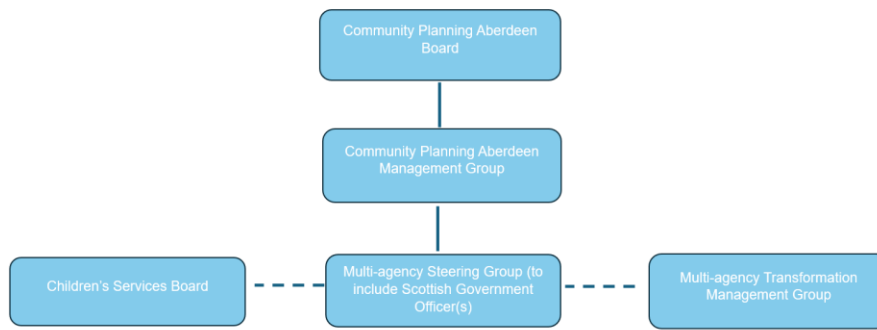 Community Planning Aberdeen
Board
Community Planning Aberdeen
Management Group
Children's Services Board
Multi-agency Steering Group (to
include Scottish Government
Officer(s)
Multi-agency Transformation
Management Group